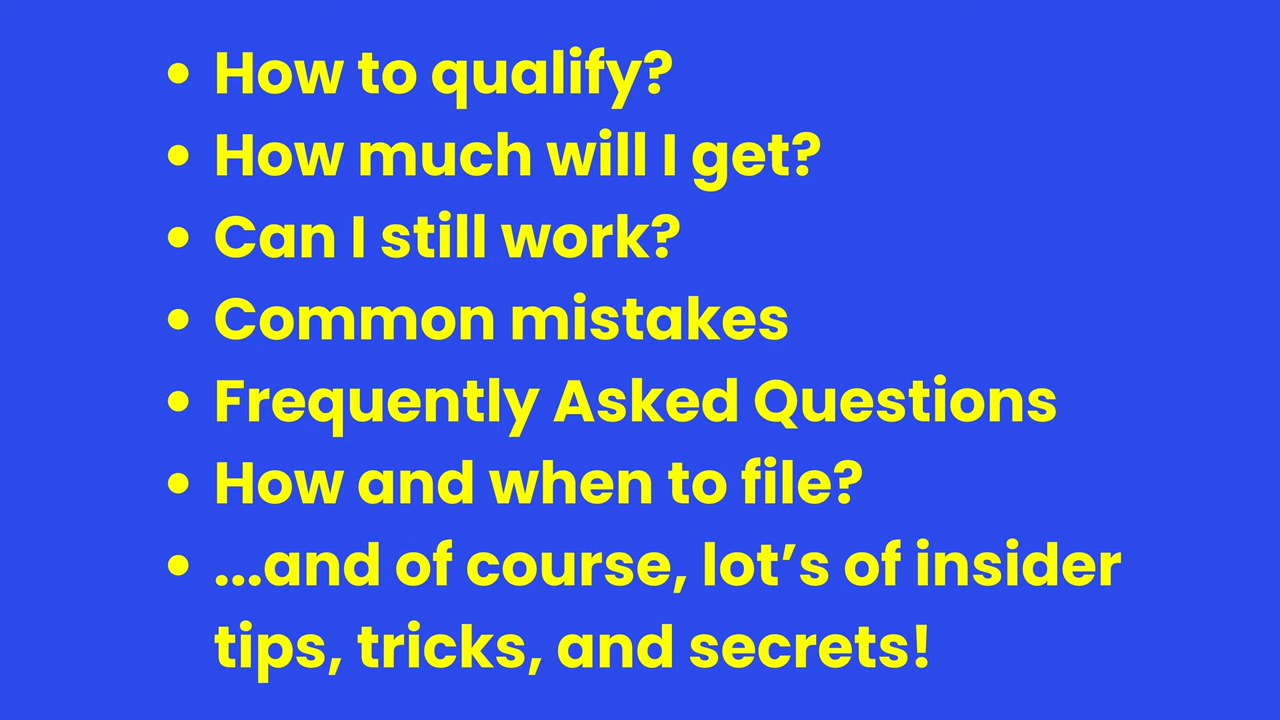 • How to qualify?
• How much will I get?
• Can I still work?
• Common mistakes
• Frequently Asked Questions
• How and when to file?
• ...and of course, lot’s of insider
tips, tricks, and secrets!